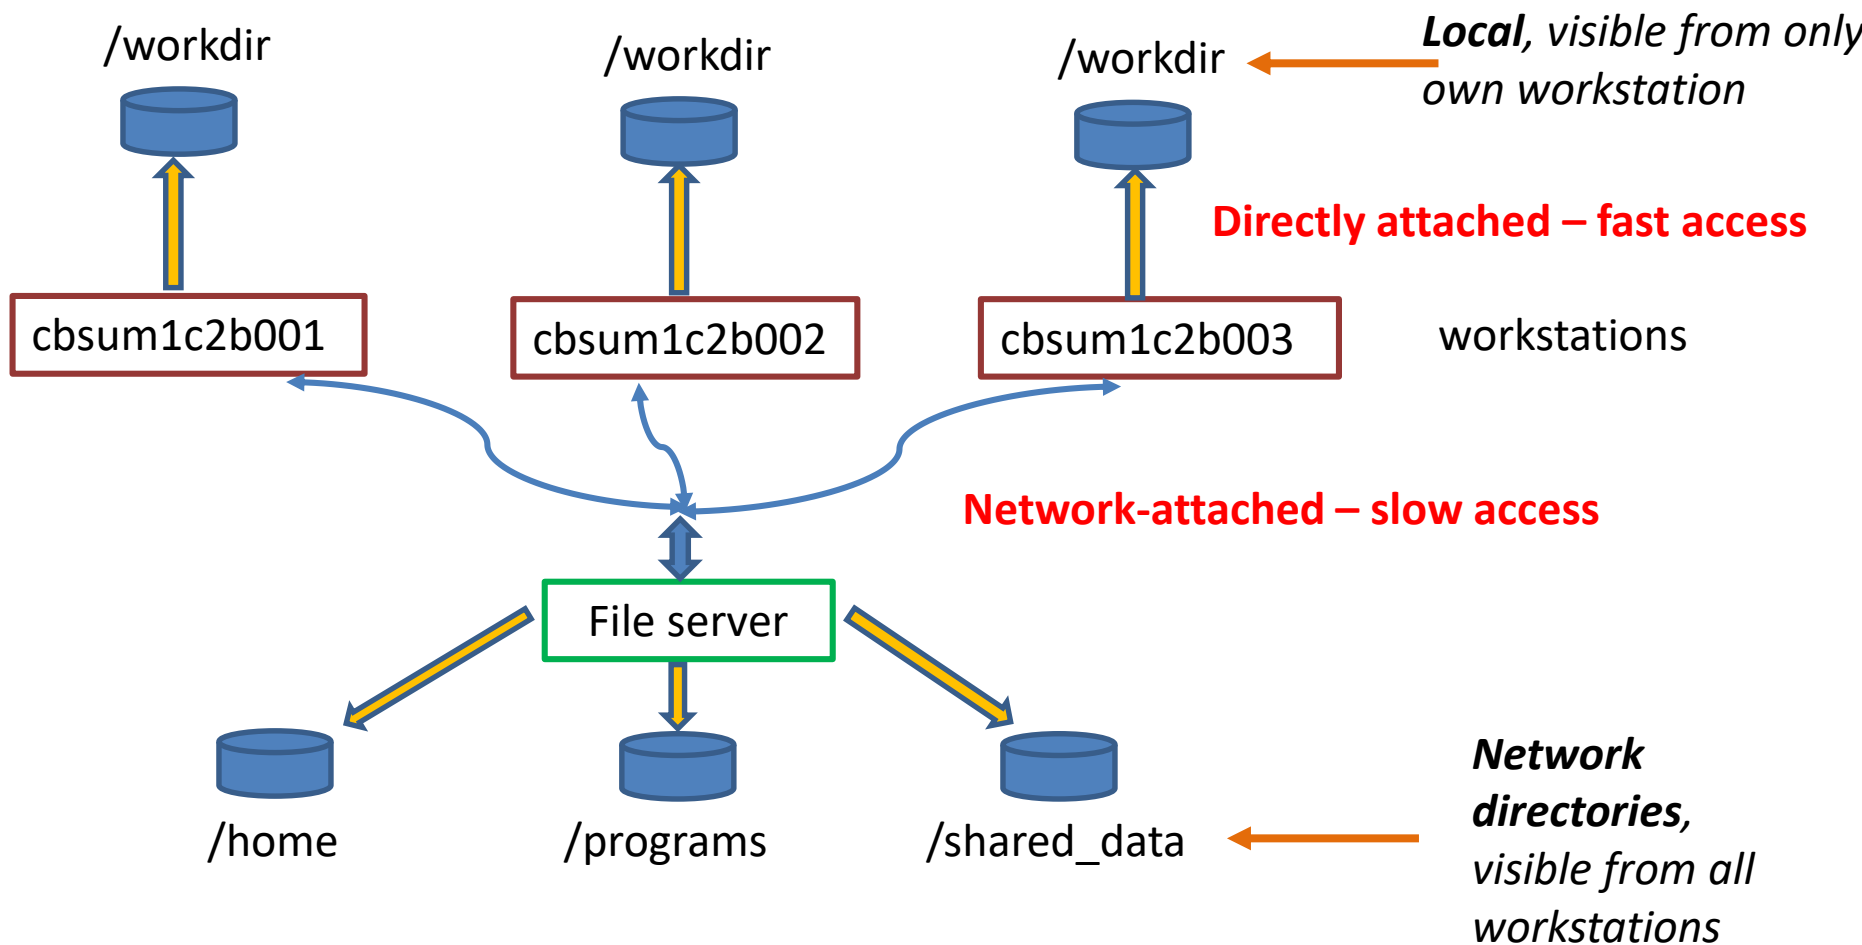 /workdir
/workdir
/workdir
Local, visible from only
own workstation
Directly attached – fast access
cbsum1c2b001
cbsum1c2b002
cbsum1c2b003
workstations
Network-attached – slow access
File server
/home
/programs
/shared_data
Network
directories,
visible from all
workstations